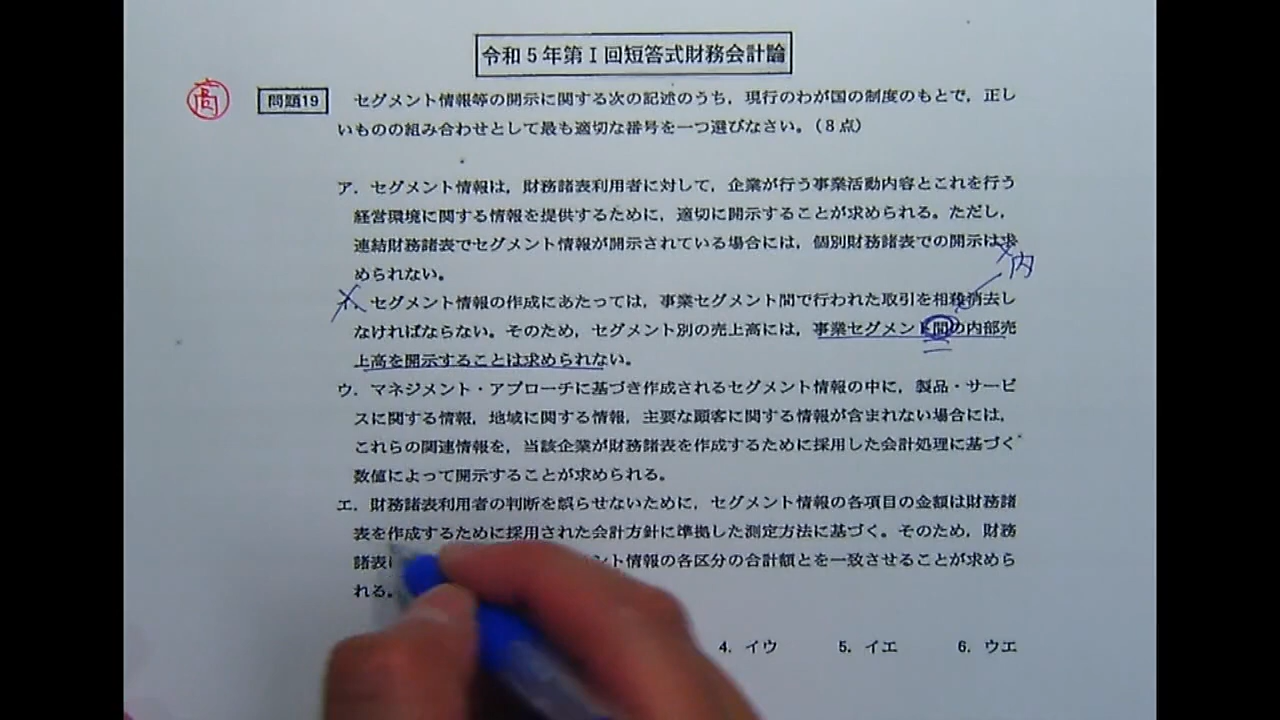 令和5年第Ⅰ回短答式財務会計論
問題19 セグメント情報等の開示に関する次の記述のうち，現行のわが国の制度のもとで，正し
いものの組み合わせとして最も適切な番号を一つ選びなさい。（8点）
ア．セグメント情報は，財務諸表利用者に対して，企業が行う事業活動内容とこれを行う
経営環境に関する情報を提供するために，適切に開示することが求められる。ただし，
連結財務諸表でセグメント情報が開示されている場合には，個別財務諸表での開示は求
められない。
内
イ．セグメント情報の作成にあたっては，事業セグメント間で行われた取引を相殺消去し
なければならない。そのため，セグメント別の売上高には，事業セグメント間の内部売
上高を開示することは求められない。
ウ．マネジメント・アプローチに基づき作成されるセグメント情報の中に，製品・サービ
スに関する情報，地域に関する情報，主要な顧客に関する情報が含まれない場合には，
これらの関連情報を，当該企業が財務諸表を作成するために採用した会計処理に基づく
数値によって開示することが求められる。
エ．財務諸表利用者の判断を誤らせないために，セグメント情報の各項目の金額は財務諸
表を作成するために採用された会計方針に準拠した測定方法に基づく。そのため，財務
諸表 ント情報の各区分の合計額とを一致させることが求めら
れる。
4．イウ 5．イエ 6．ウエ